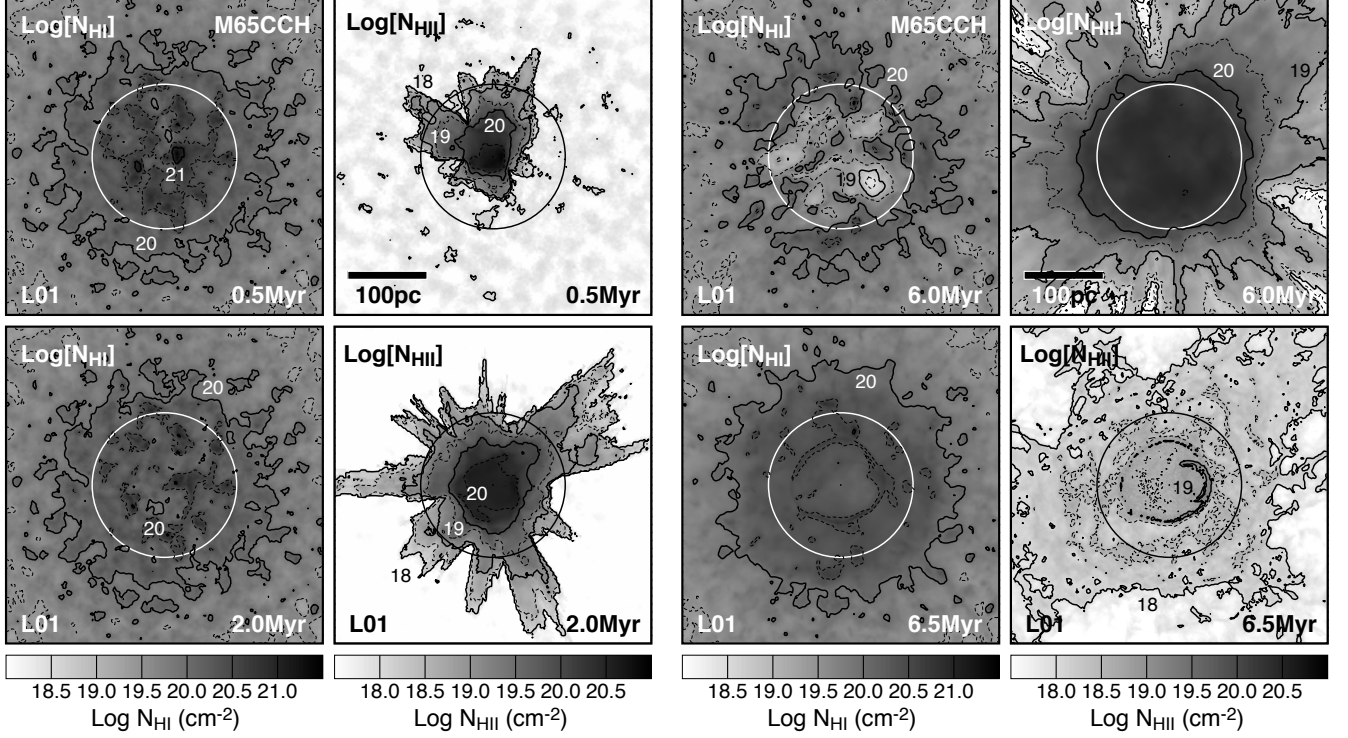 Log[N_HI] M65CCH
21
20
L01 0.5Myr
Log[N_HII]
18
19
20
100pc 0.5Myr
Log[N_HI] M65CCH
20
19
L01 6.0Myr
Log[N_HII]
20 19
100pc 6.0Myr
Log[N_HI]
20
20
L01 2.0Myr
Log[N_HII]
20
19
18
L01 2.0Myr
Log[N_HI]
20
L01 6.5Myr
Log[N_HII]
19
18
L01 6.5Myr
18.5 19.0 19.5 20.0 20.5 21.0
Log N_HI (cm^-2)
18.0 18.5 19.0 19.5 20.0 20.5
Log N_HII (cm^-2)
18.5 19.0 19.5 20.0 20.5 21.0
Log N_HI (cm^-2)
18.0 18.5 19.0 19.5 20.0 20.5
Log N_HII (cm^-2)